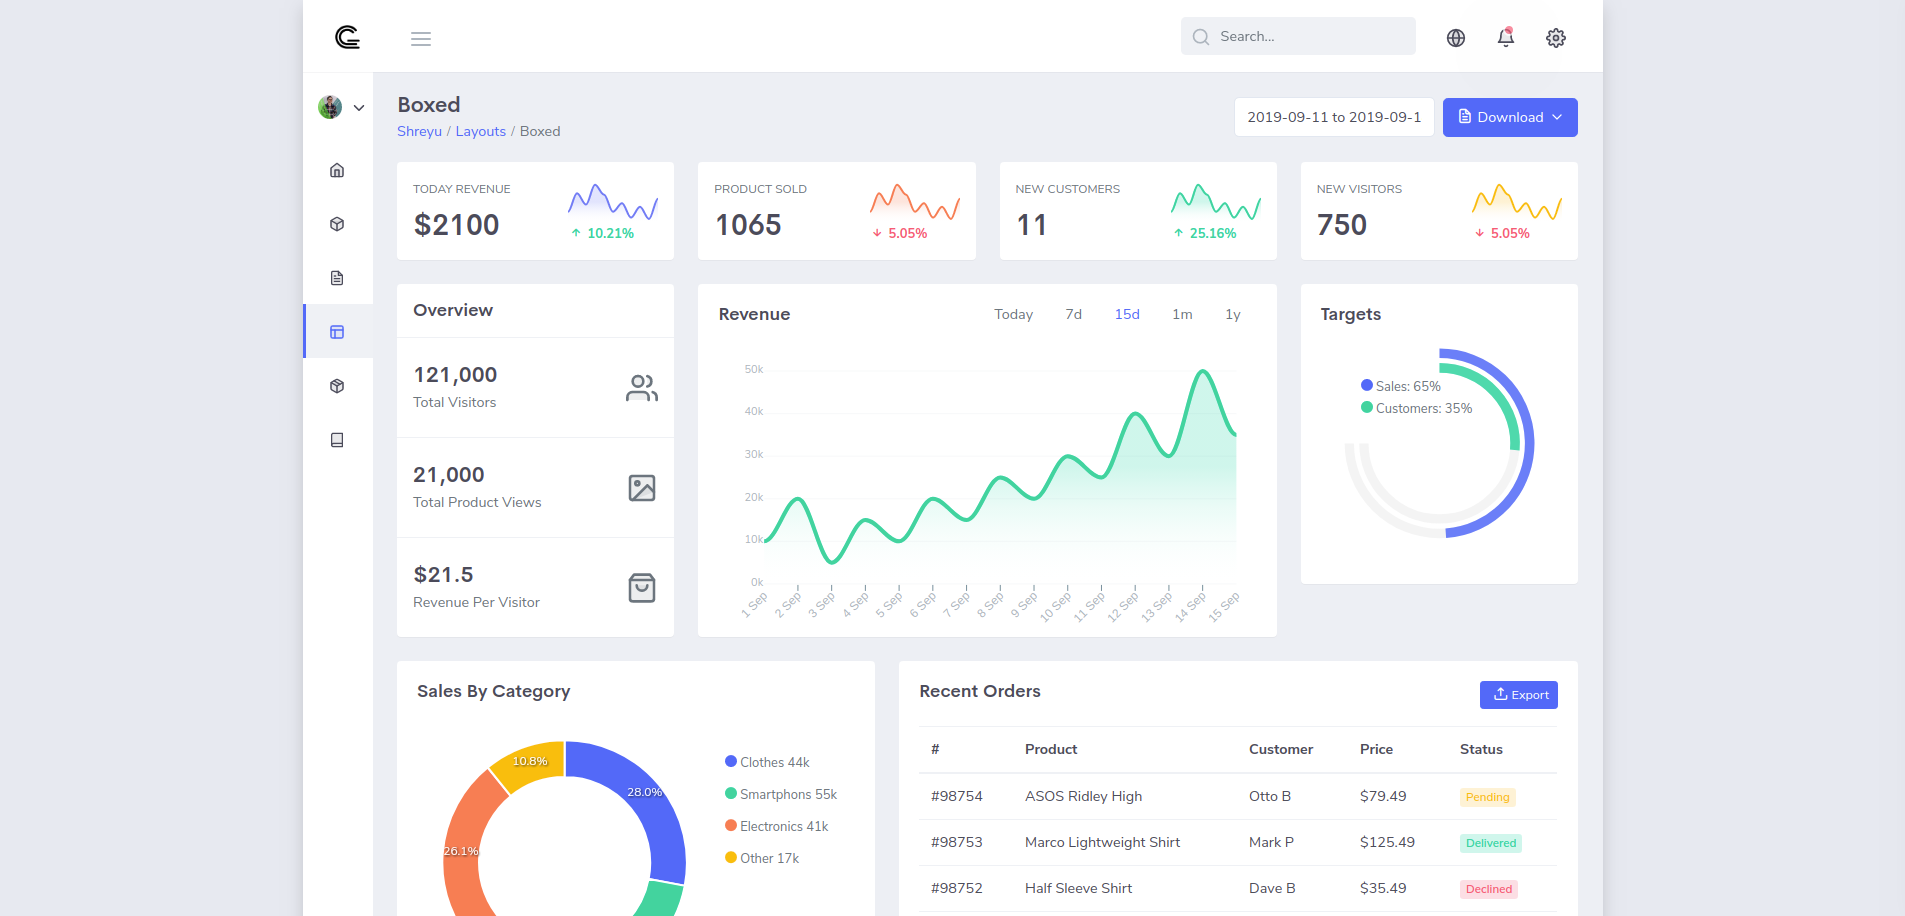 Search...
Boxed
Shreyu / Layouts / Boxed
2019-09-11 to 2019-09-1
Download
TODAY REVENUE
$2100
10.21%
PRODUCT SOLD
1065
5.05%
NEW CUSTOMERS
11
25.16%
NEW VISITORS
750
5.05%
Overview
121,000
Total Visitors
21,000
Total Product Views
$21.5
Revenue Per Visitor
Revenue
Today 7d 15d 1m 1y
50k
40k
30k
20k
10k
0k
1 Sep 2 Sep 3 Sep 4 Sep 5 Sep 6 Sep 7 Sep 8 Sep 9 Sep 10 Sep 11 Sep 12 Sep 13 Sep 14 Sep 15 Sep
Targets
Sales: 65%
Customers: 35%
Sales By Category
10.8%
28.0%
26.1%
Clothes 44k
Smartphons 55k
Electronics 41k
Other 17k
Recent Orders
Export
# Product Customer Price Status
#98754 ASOS Ridley High Otto B $79.49 Pending
#98753 Marco Lightweight Shirt Mark P $125.49 Delivered
#98752 Half Sleeve Shirt Dave B $35.49 Declined